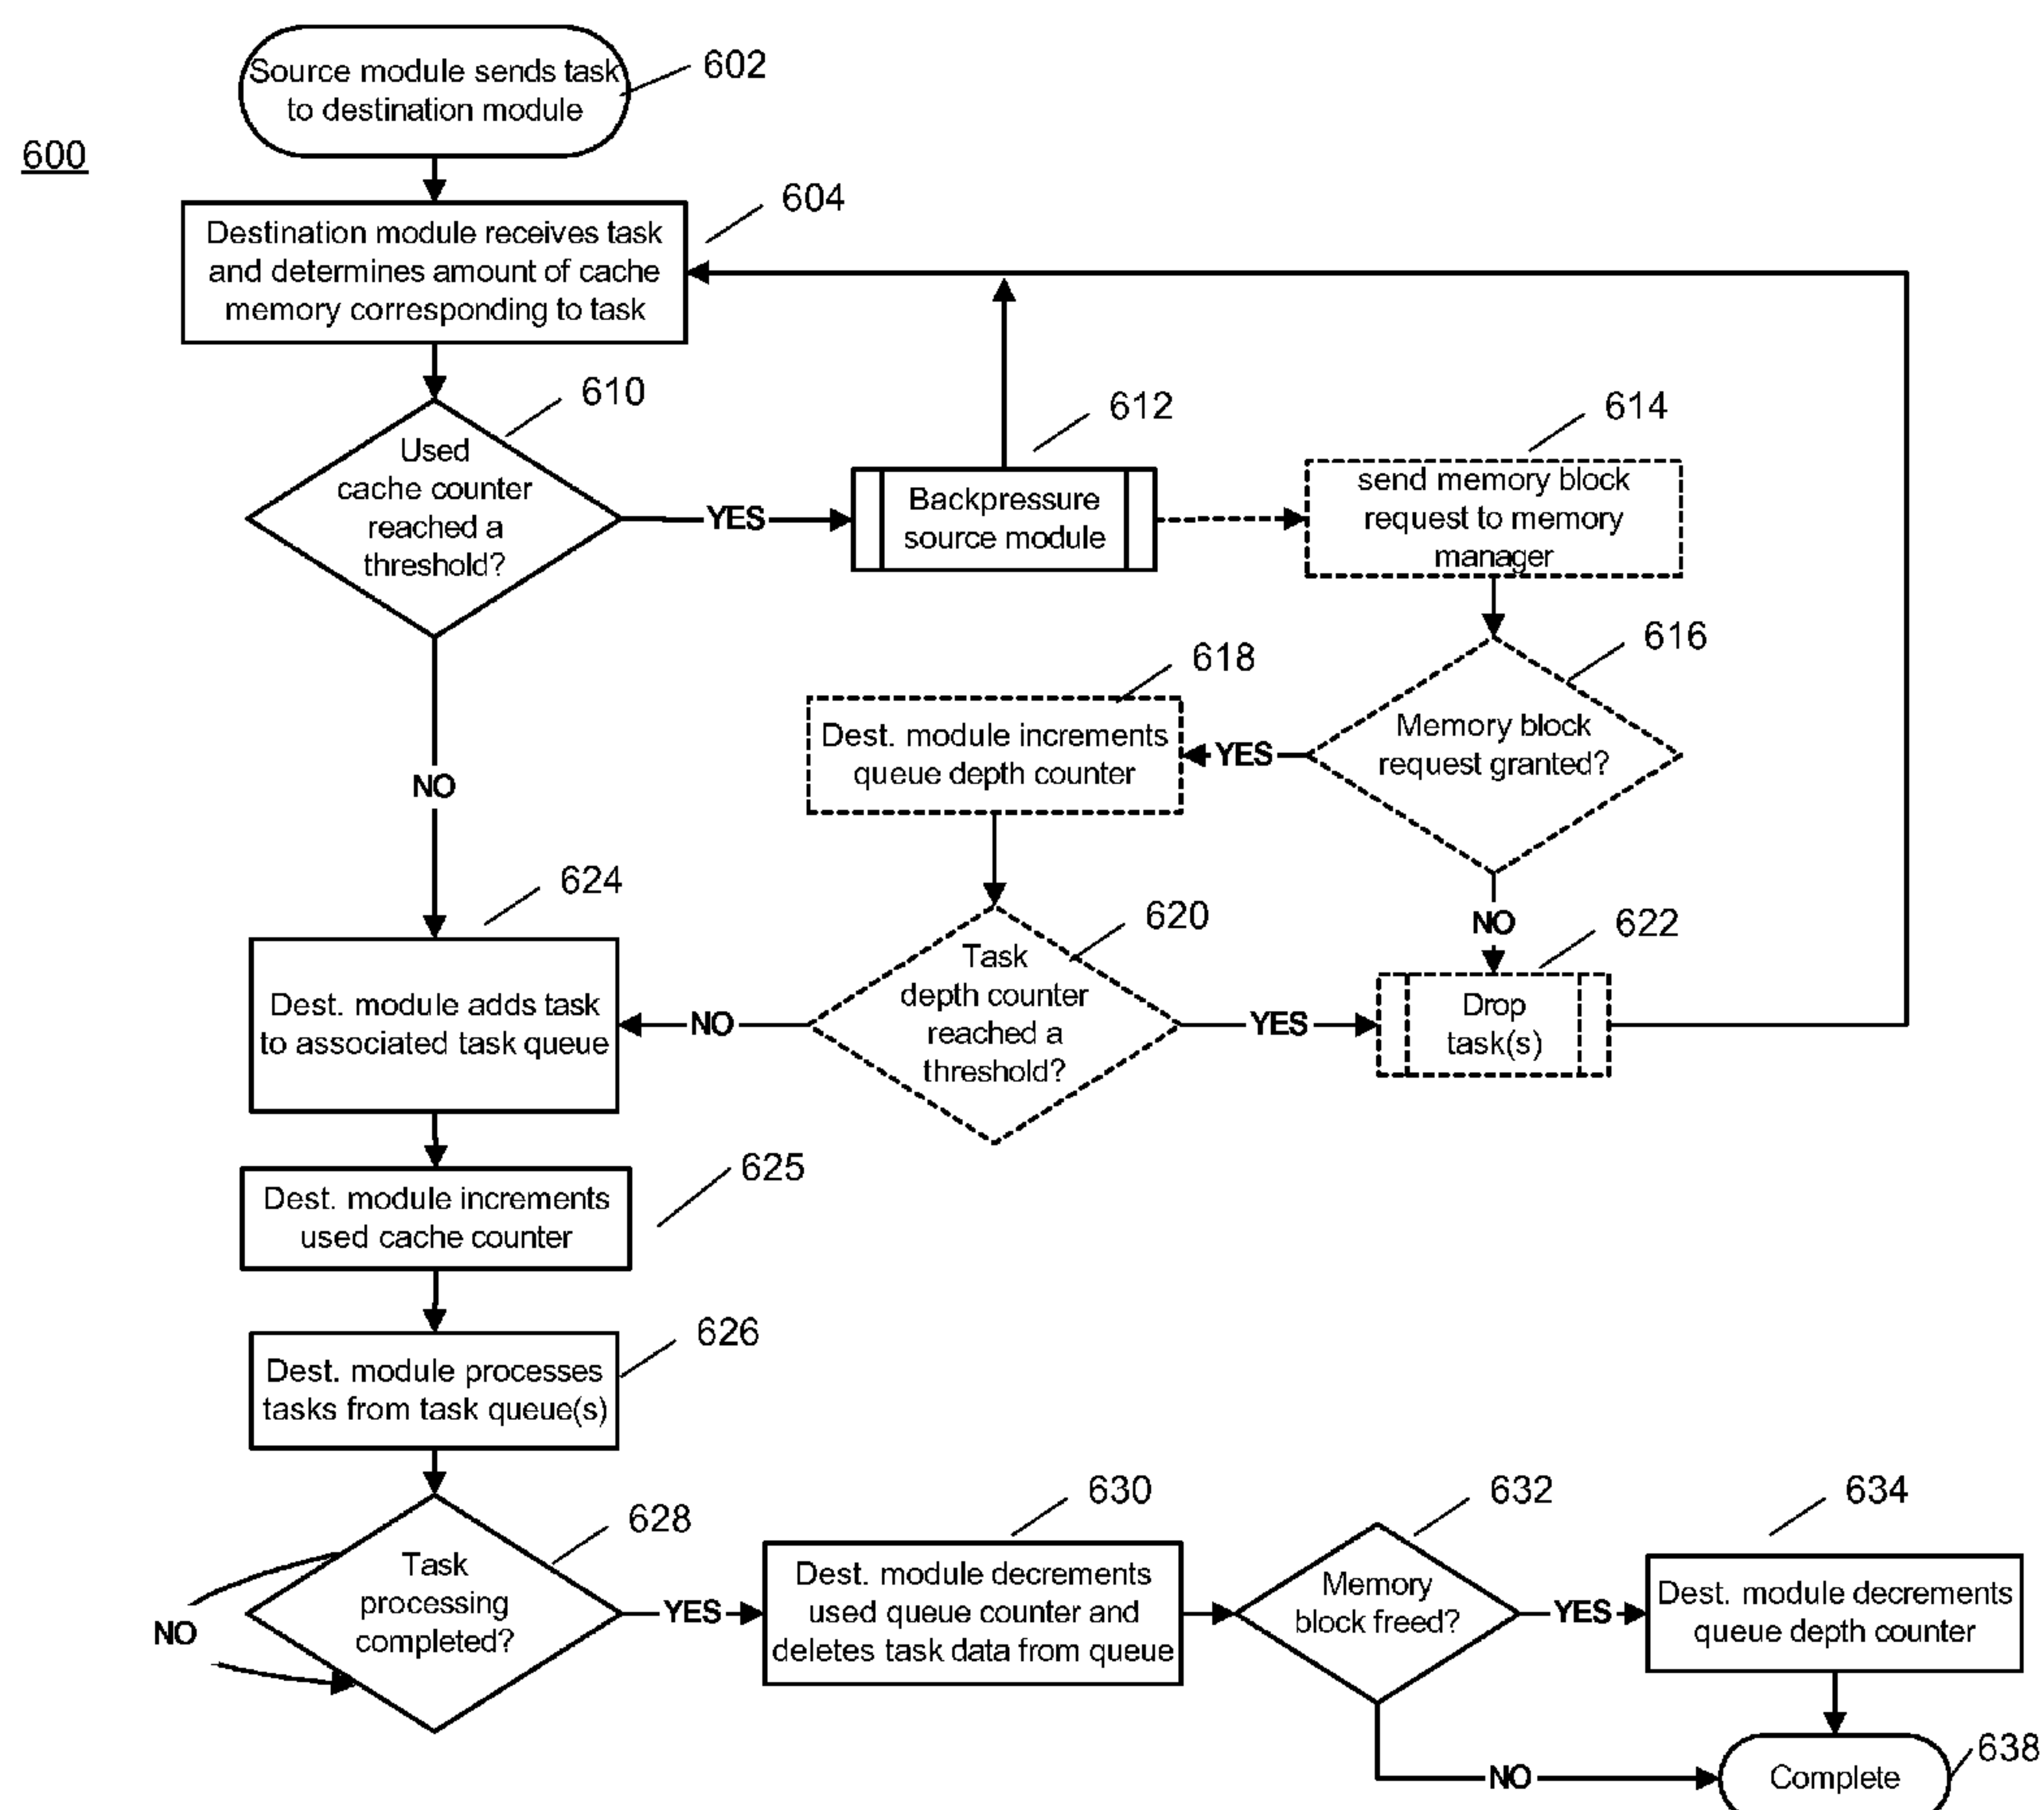 Source module sends task
to destination module
602
600
604
Destination module receives task
and determines amount of cache
memory corresponding to task
610
Used
cache counter
reached a
threshold?
YES
612
Backpressure
source module
614
send memory block
request to memory
manager
616
Memory block
request granted?
YES
618
Dest. module increments
queue depth counter
NO
NO
622
Drop
task(s)
620
Task
depth counter
reached a
threshold?
YES
NO
624
Dest. module adds task
to associated task queue
625
Dest. module increments
used cache counter
626
Dest. module processes
tasks from task queue(s)
628
Task
processing
completed?
NO
YES
630
Dest. module decrements
used queue counter and
deletes task data from queue
632
Memory
block freed?
YES
634
Dest. module decrements
queue depth counter
NO
Complete
638